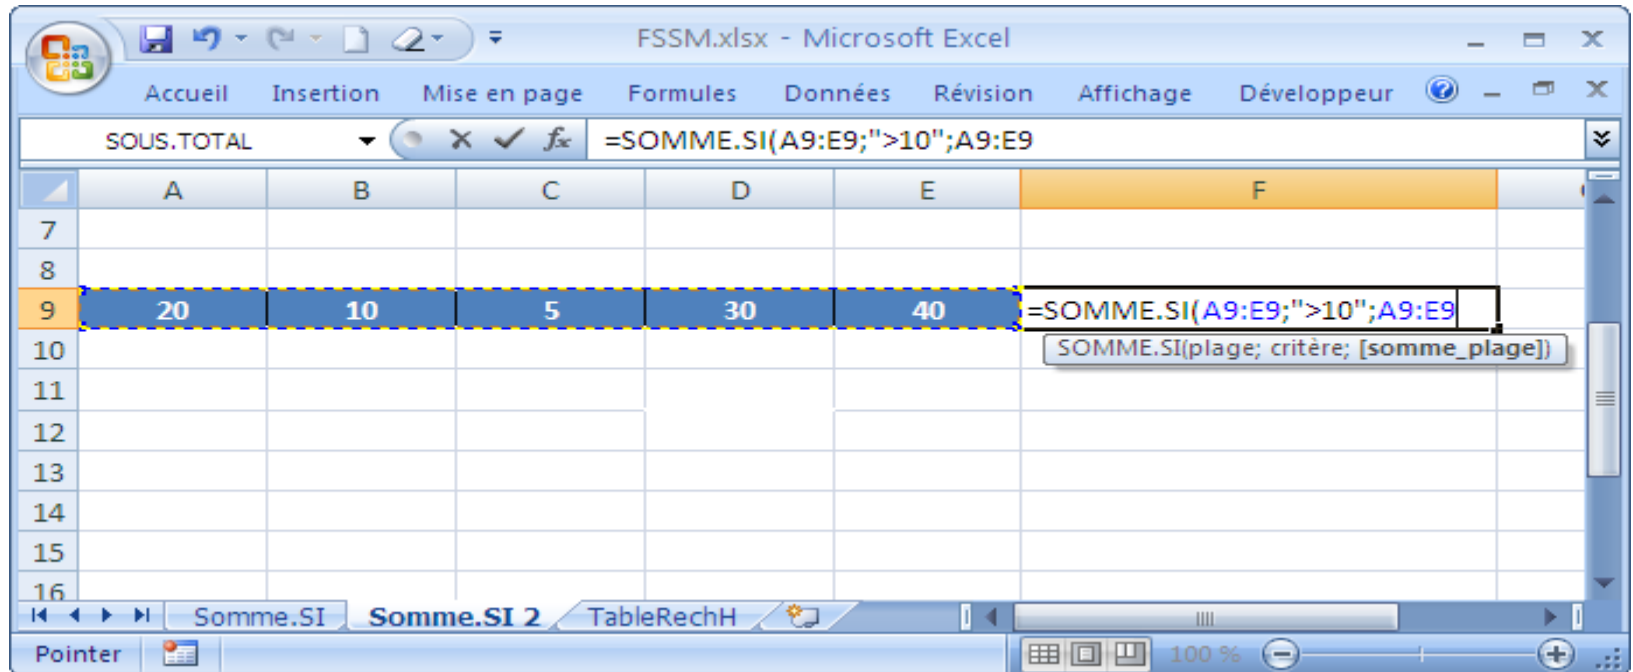 FSSM.xlsx - Microsoft Excel
Accueil Insertion Mise en page Formules Données Révision Affichage Développeur
SOUS.TOTAL fx =SOMME.SI(A9:E9;">10";A9:E9
A B C D E F
7
8
9 20 10 5 30 40 =SOMME.SI(A9:E9;">10";A9:E9
10 SOMME.SI(plage; critère; [somme_plage])
11
12
13
14
15
16
Somme.SI Somme.SI 2 TableRechH
Pointer 100 %